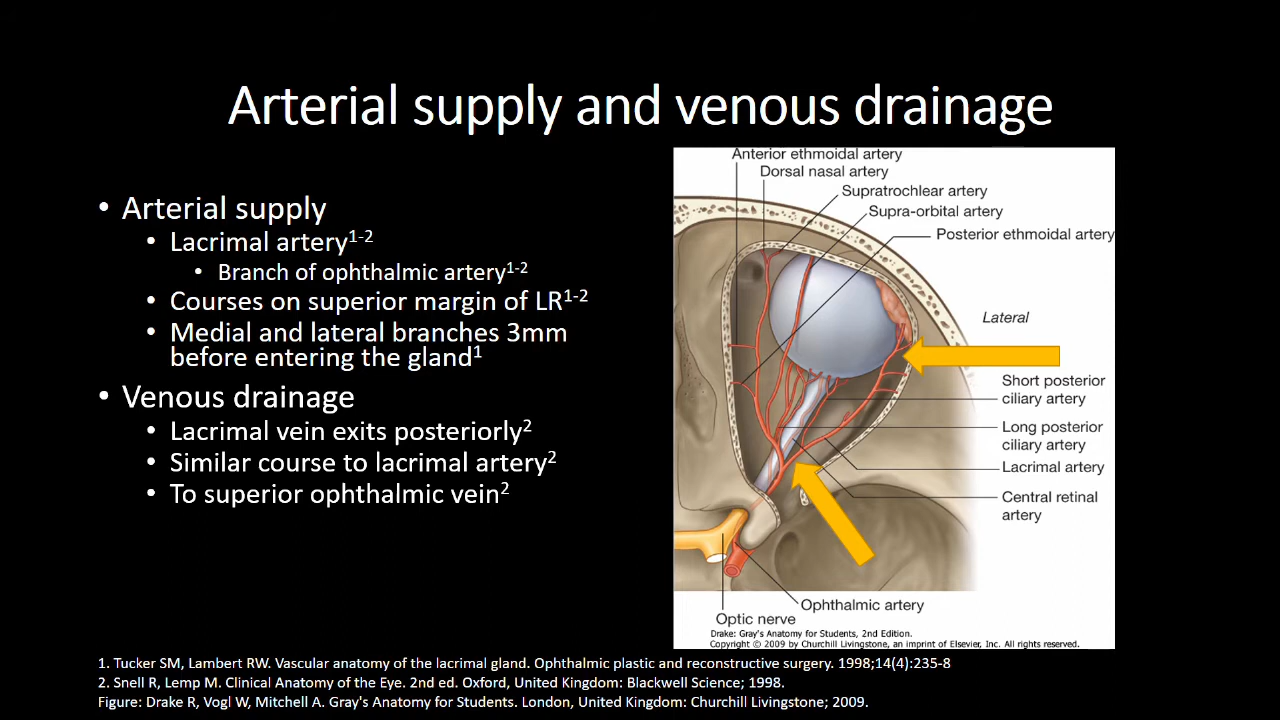 Arterial supply and venous drainage
• Arterial supply
• Lacrimal artery1-2
• Branch of ophthalmic artery1-2
• Courses on superior margin of LR1-2
• Medial and lateral branches 3mm
before entering the gland1
• Venous drainage
• Lacrimal vein exits posteriorly2
• Similar course to lacrimal artery2
• To superior ophthalmic vein2
Anterior ethmoidal artery
Dorsal nasal artery
Supratrochlear artery
Supra-orbital artery
Posterior ethmoidal artery
Lateral
Short posterior
ciliary artery
Long posterior
ciliary artery
Lacrimal artery
Central retinal
artery
Ophthalmic artery
Optic nerve
Drake: Gray's Anatomy for Students, 2nd Edition.
Copyright © 2009 by Churchill Livingstone, an imprint of Elsevier, Inc. All rights reserved.
1. Tucker SM, Lambert RW. Vascular anatomy of the lacrimal gland. Ophthalmic plastic and reconstructive surgery. 1998;14(4):235-8
2. Snell R, Lemp M. Clinical Anatomy of the Eye. 2nd ed. Oxford, United Kingdom: Blackwell Science; 1998.
Figure: Drake R, Vogl W, Mitchell A. Gray's Anatomy for Students. London, United Kingdom: Churchill Livingstone; 2009.